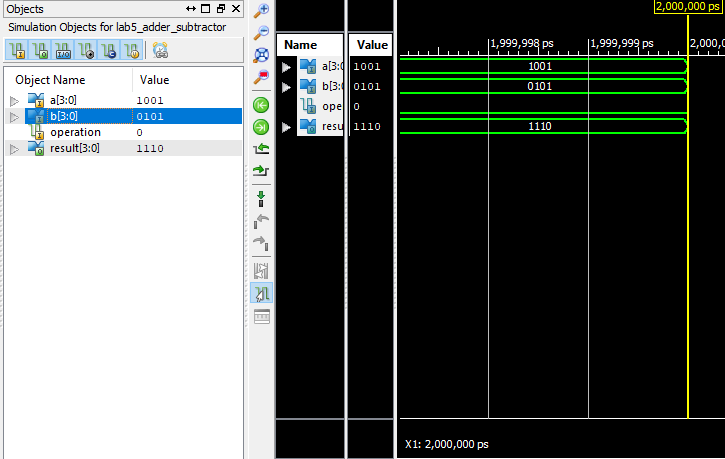 Objects
Simulation Objects for lab5_adder_subtractor
Object Name Value
a[3:0] 1001
b[3:0] 0101
operation 0
result[3:0] 1110
Name Value
a[3:0] 1001
b[3:0] 0101
ope 0
resu 1110
2,000,000 ps
1,999,998 ps 1,999,999 ps 2,000,0
1001
0101
1110
X1: 2,000,000 ps